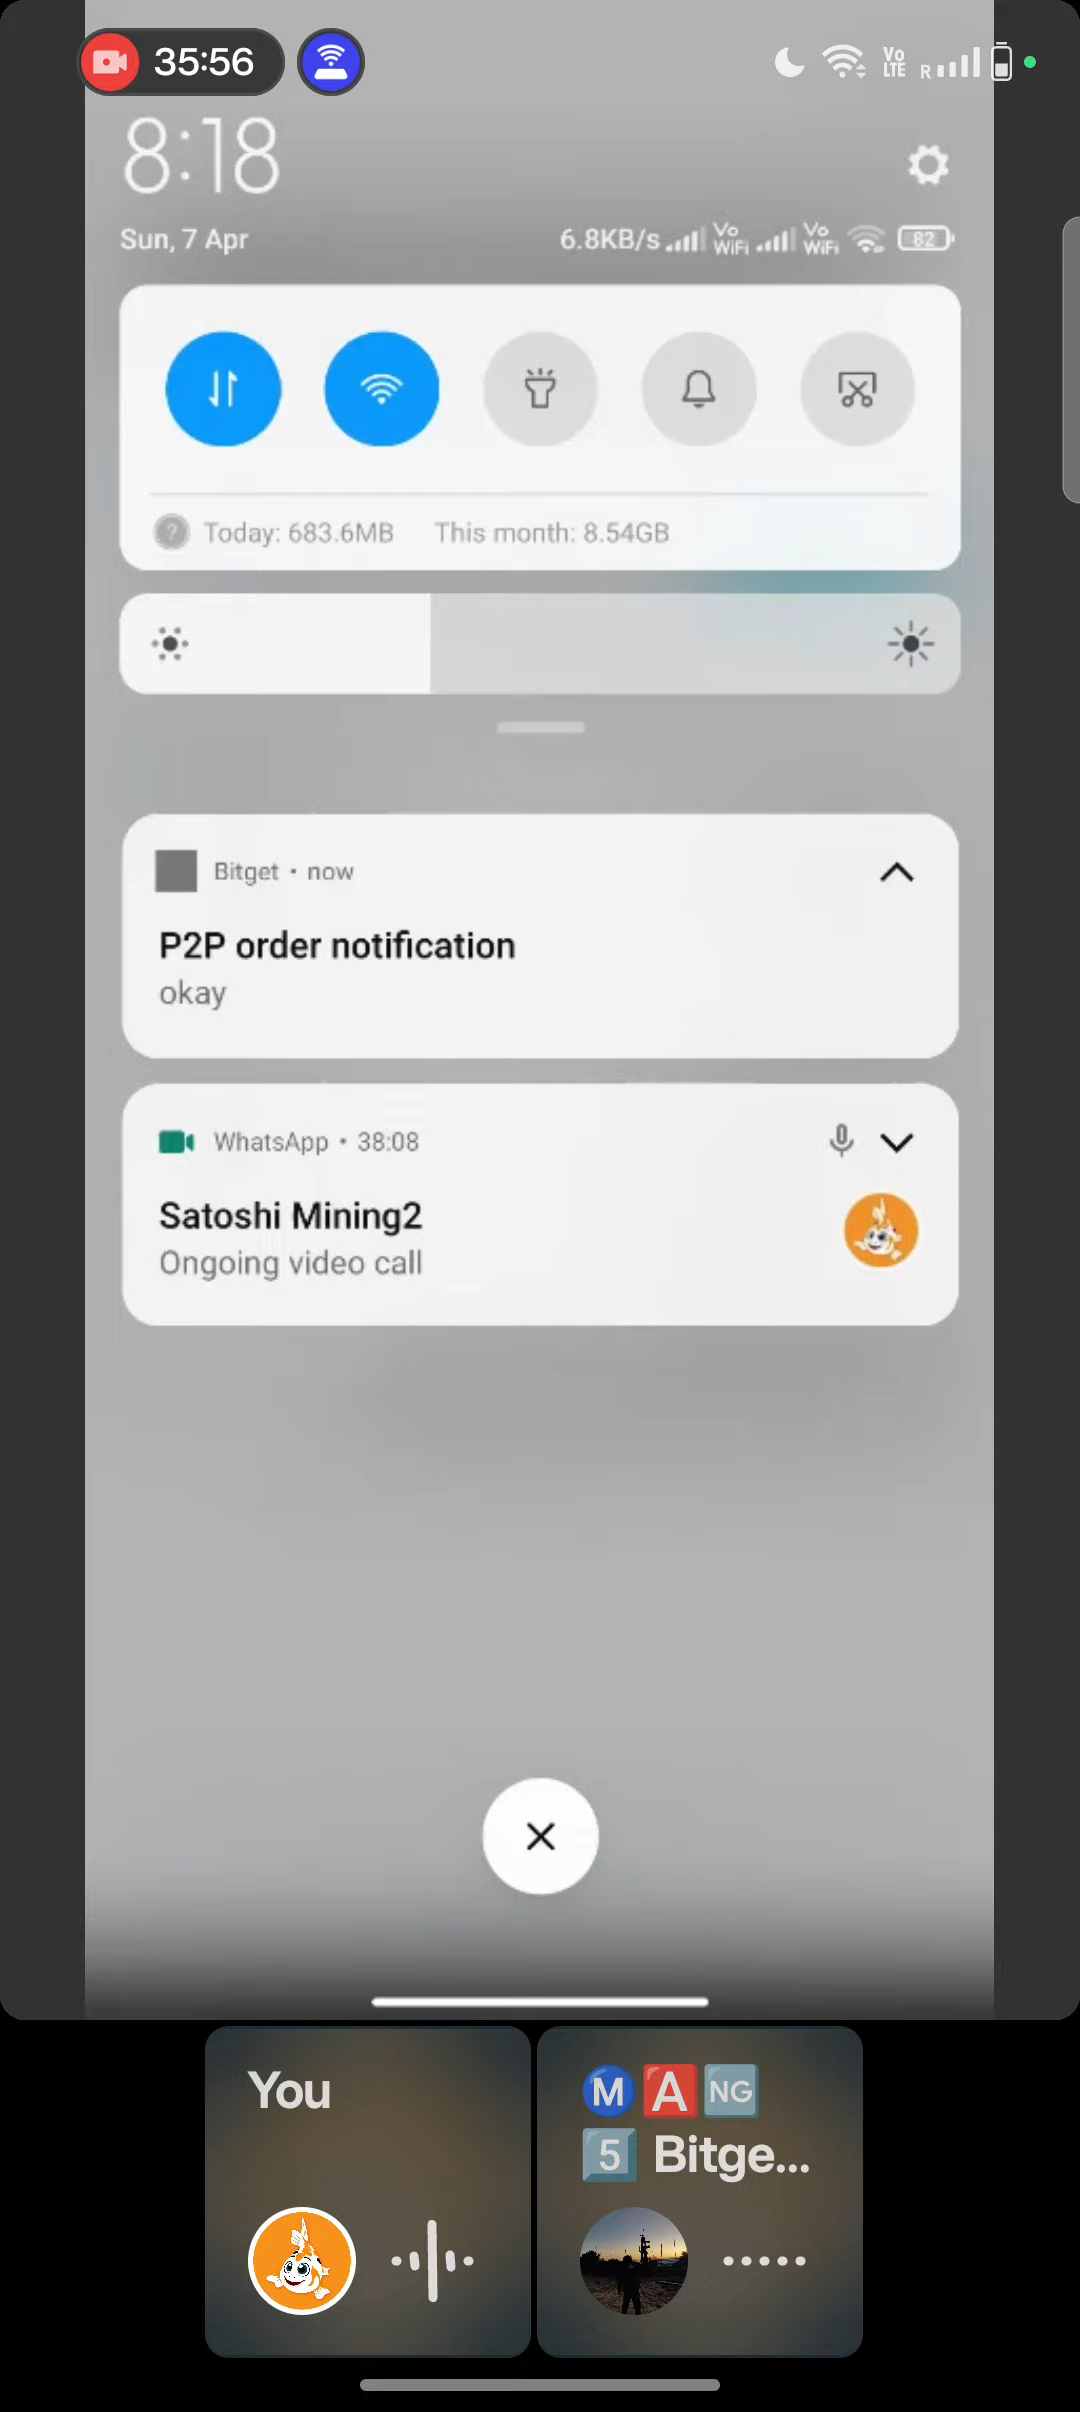 35:56
Vo LTE R
8:18
Sun, 7 Apr
6.8KB/s Vo WiFi Vo WiFi 82
? Today: 683.6MB This month: 8.54GB
Bitget • now
P2P order notification
okay
WhatsApp • 38:08
Satoshi Mining2
Ongoing video call
You
Ⓜ️🅰️🆖
5️⃣ Bitge...